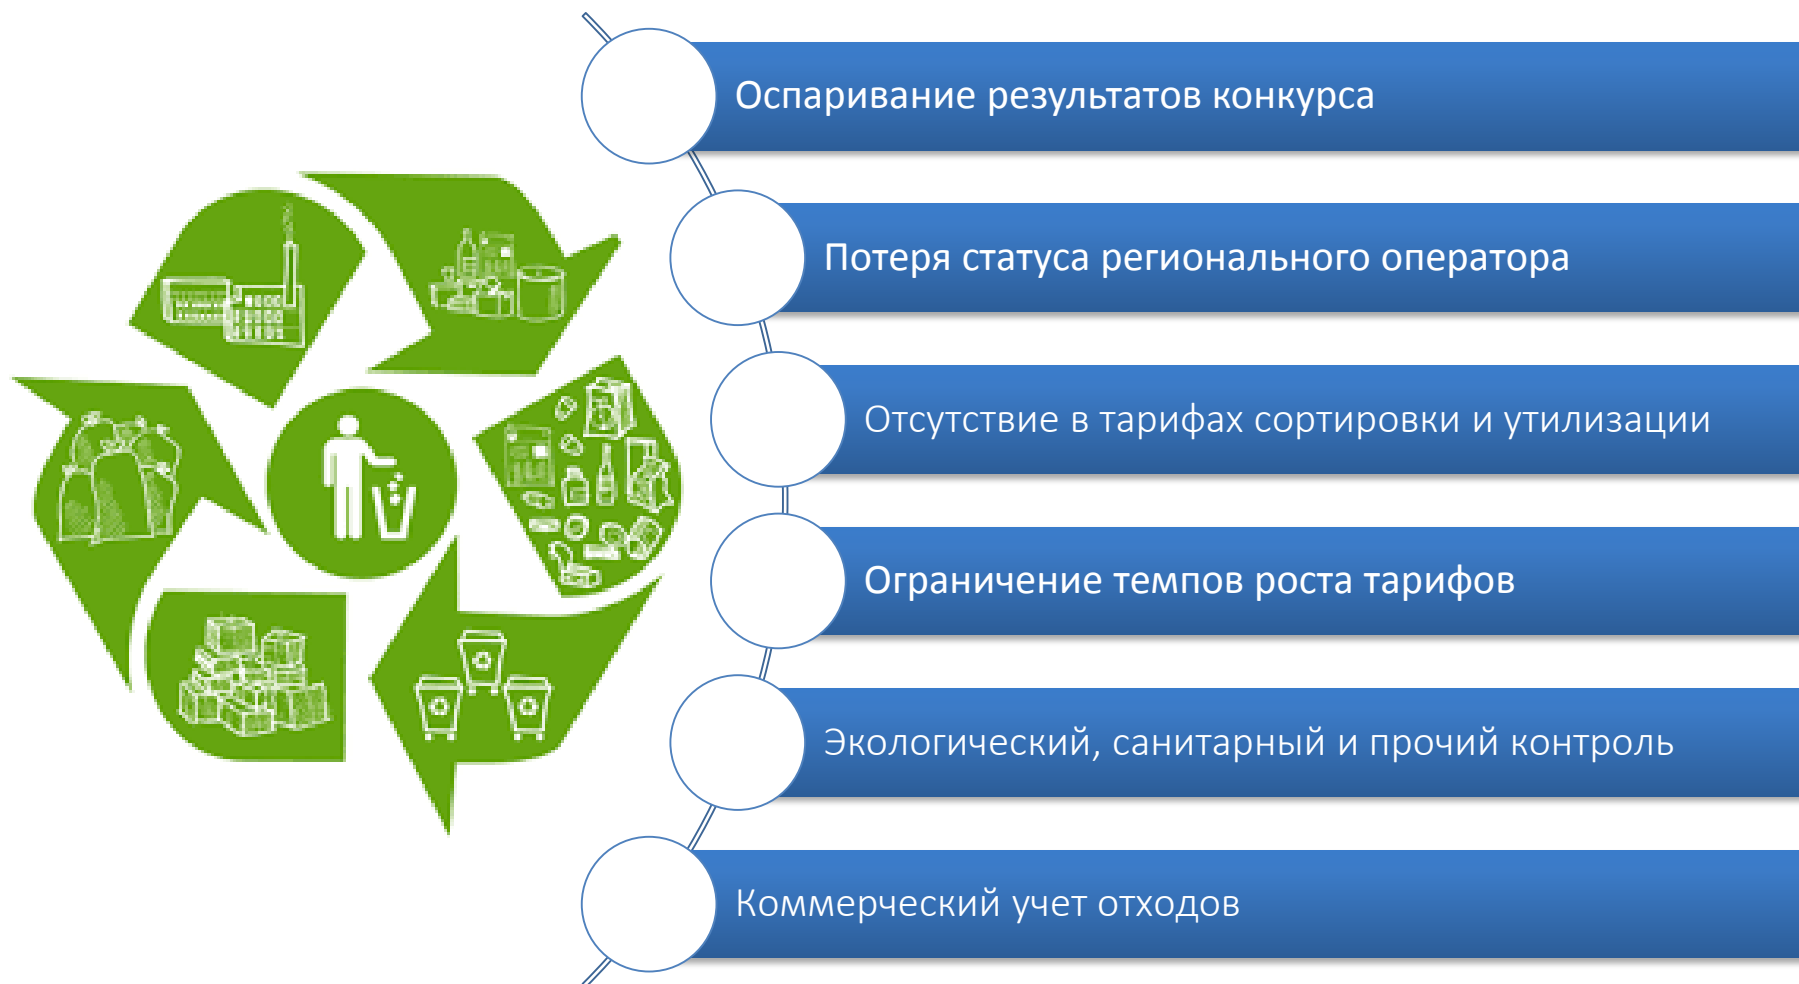 Оспаривание результатов конкурса
Потеря статуса регионального оператора
Отсутствие в тарифах сортировки и утилизации
Ограничение темпов роста тарифов
Экологический, санитарный и прочий контроль
Коммерческий учет отходов